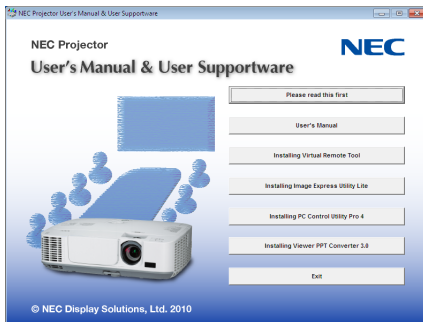 NEC Projector User's Manual & User Supportware
NEC Projector
NEC
User's Manual & User Supportware
Please read this first
User's Manual
Installing Virtual Remote Tool
Installing Image Express Utility Lite
Installing PC Control Utility Pro 4
Installing Viewer PPT Converter 3.0
Exit
© NEC Display Solutions, Ltd. 2010